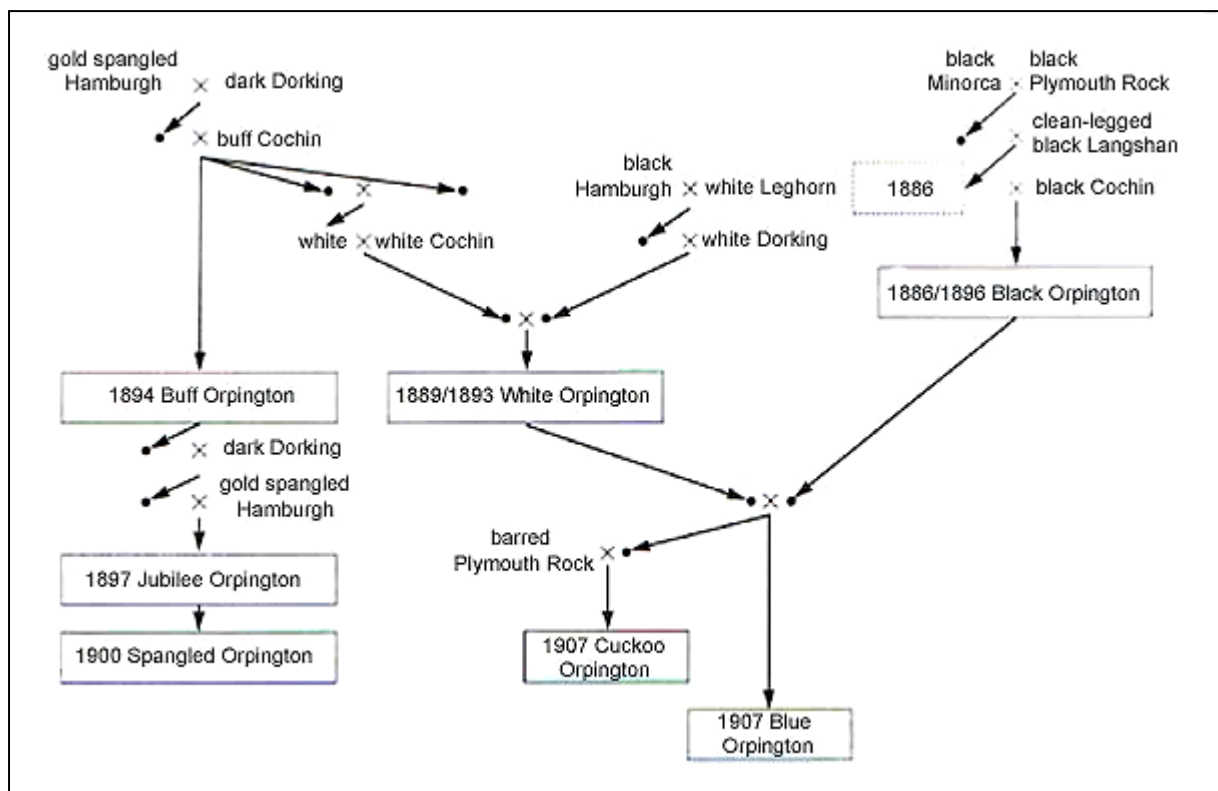 gold spangled
Hamburgh
dark Dorking
buff Cochin
white
white Cochin
black
Hamburgh
white Leghorn
white Dorking
black
Minorca
black
Plymouth Rock
clean-legged
black Langshan
1886
black Cochin
1886/1896 Black Orpington
1894 Buff Orpington
1889/1893 White Orpington
dark Dorking
gold spangled
Hamburgh
barred
Plymouth Rock
1897 Jubilee Orpington
1900 Spangled Orpington
1907 Cuckoo
Orpington
1907 Blue
Orpington